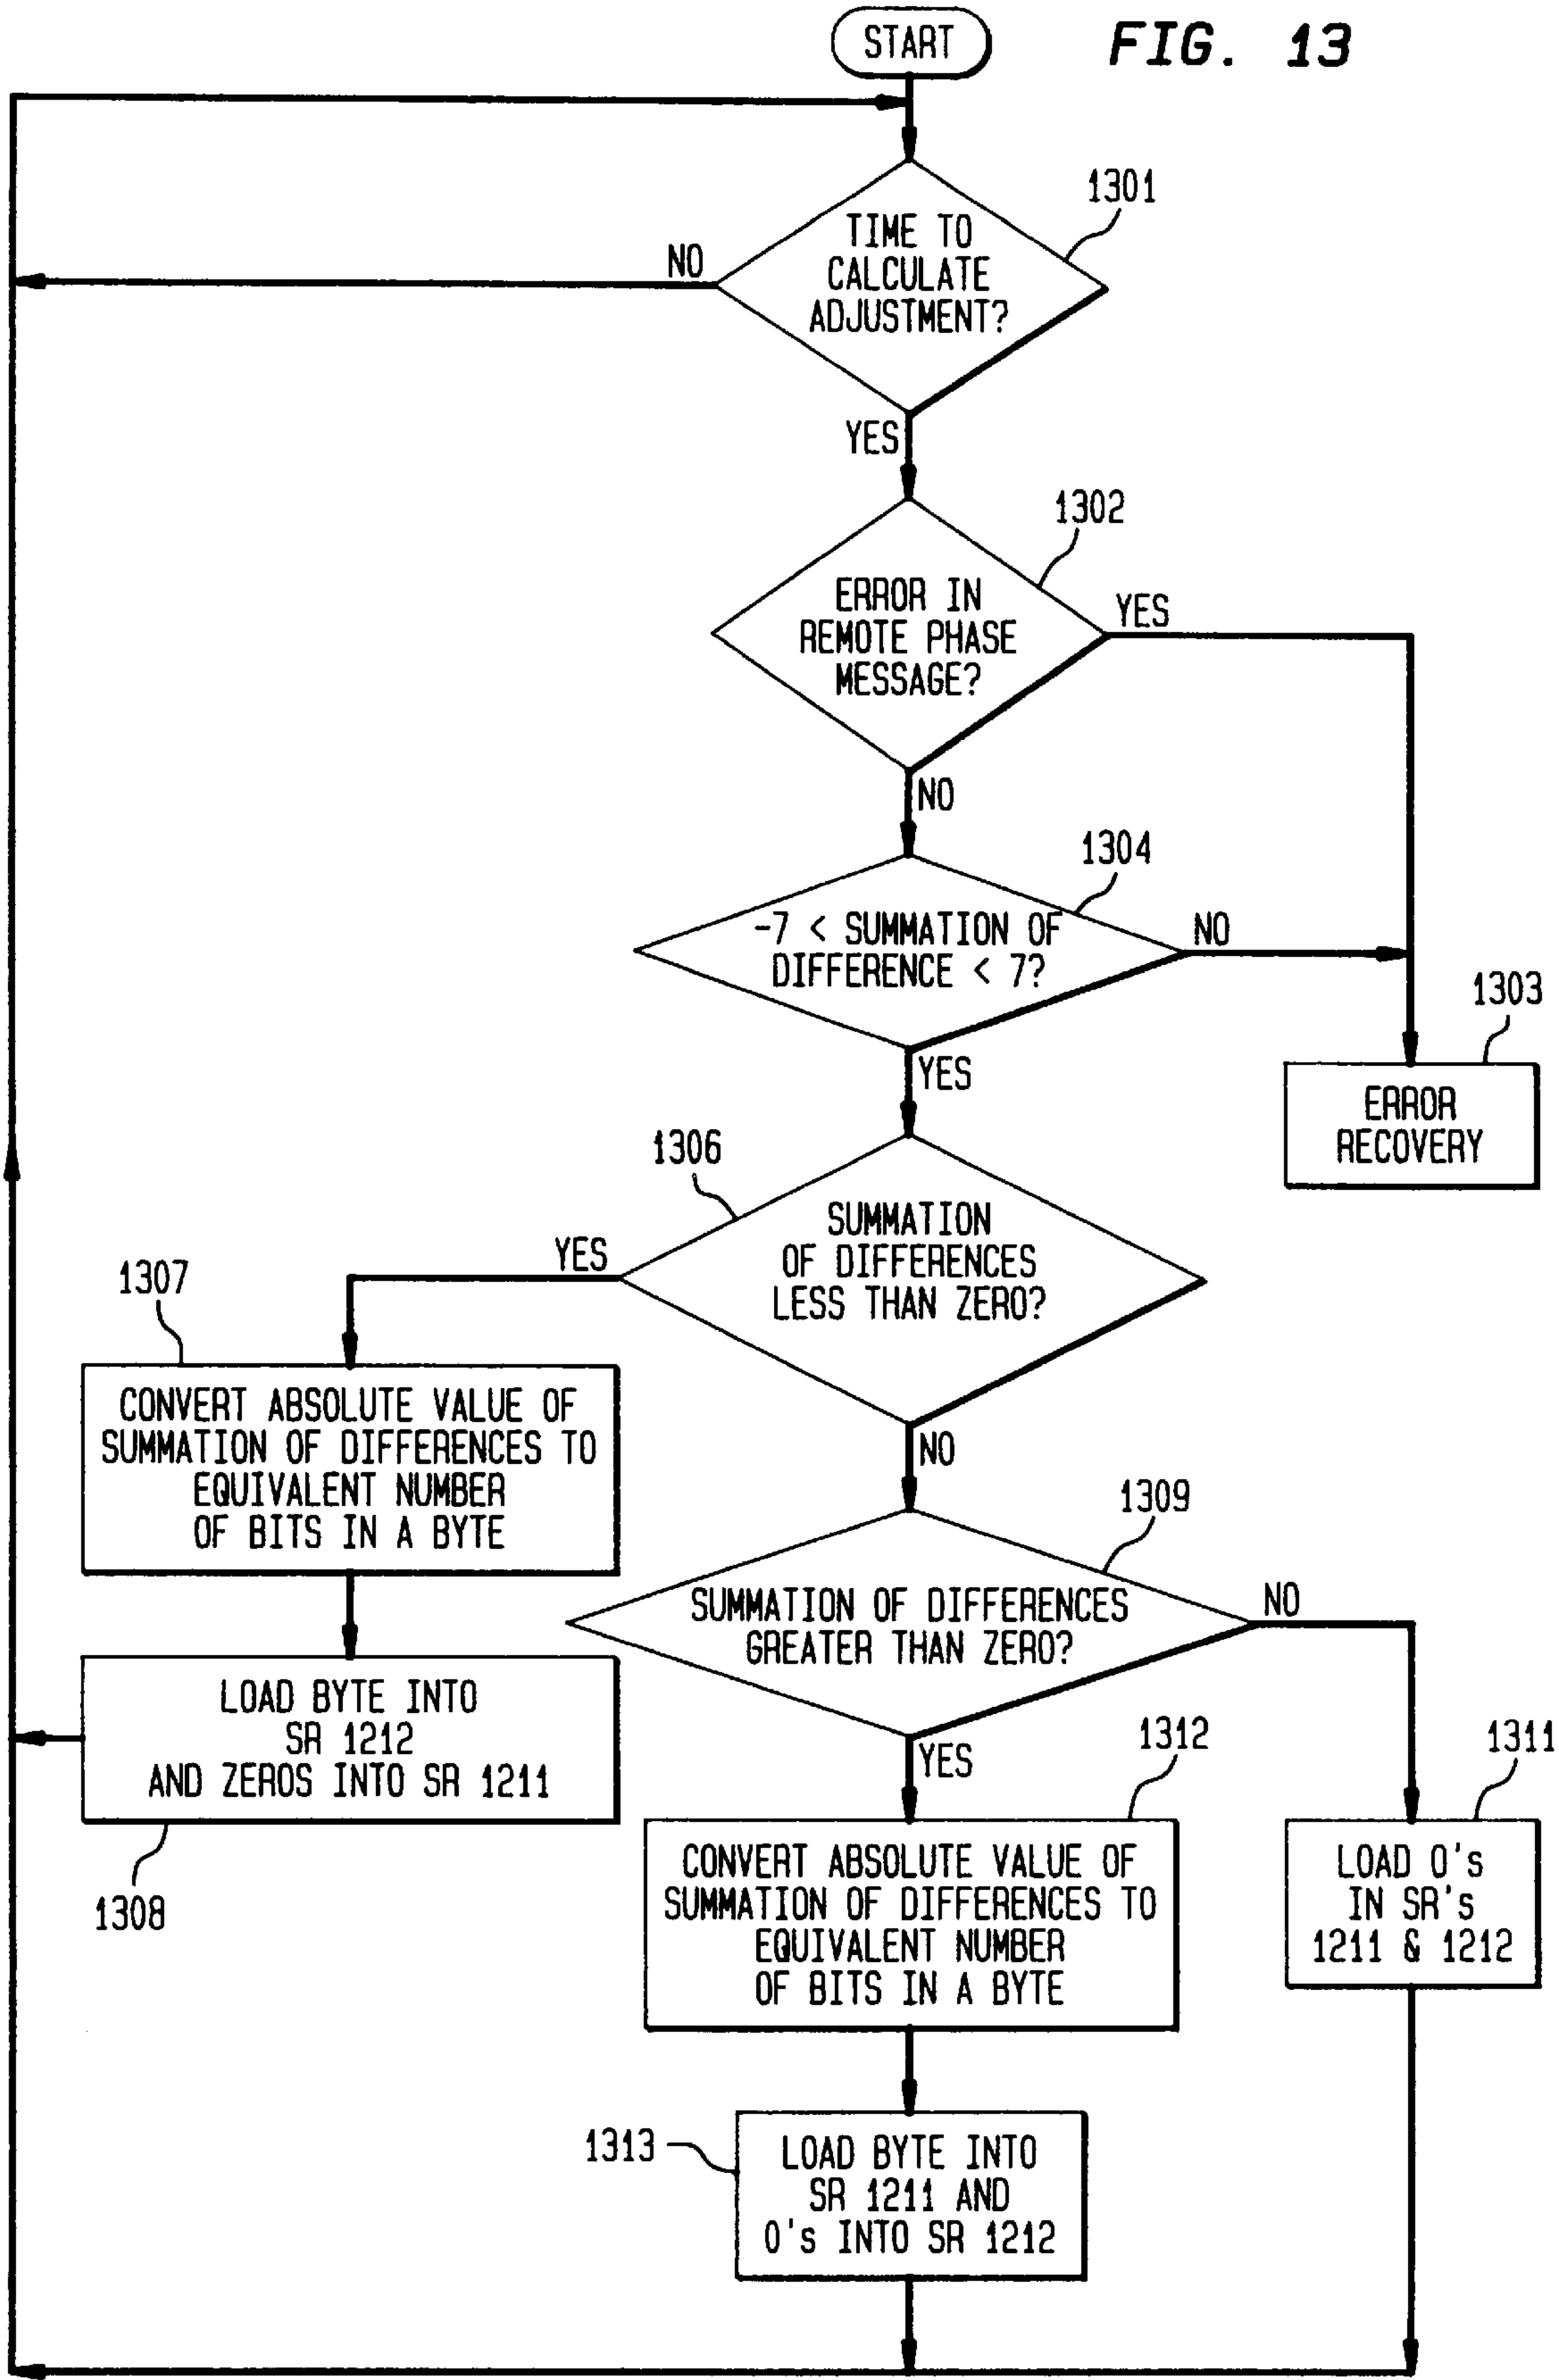 START
FIG. 13
1301
TIME TO
CALCULATE
ADJUSTMENT?
NO
YES
1302
ERROR IN
REMOTE PHASE
MESSAGE?
YES
NO
1304
-7 < SUMMATION OF
DIFFERENCE < 7?
NO
YES
1303
ERROR
RECOVERY
1306
SUMMATION
OF DIFFERENCES
LESS THAN ZERO?
YES
NO
1307
CONVERT ABSOLUTE VALUE OF
SUMMATION OF DIFFERENCES TO
EQUIVALENT NUMBER
OF BITS IN A BYTE
LOAD BYTE INTO
SR 1212
AND ZEROS INTO SR 1211
1308
1309
SUMMATION OF DIFFERENCES
GREATER THAN ZERO?
NO
YES
1312
CONVERT ABSOLUTE VALUE OF
SUMMATION OF DIFFERENCES TO
EQUIVALENT NUMBER
OF BITS IN A BYTE
1311
LOAD 0's
IN SR's
1211 & 1212
1313
LOAD BYTE INTO
SR 1211 AND
0's INTO SR 1212